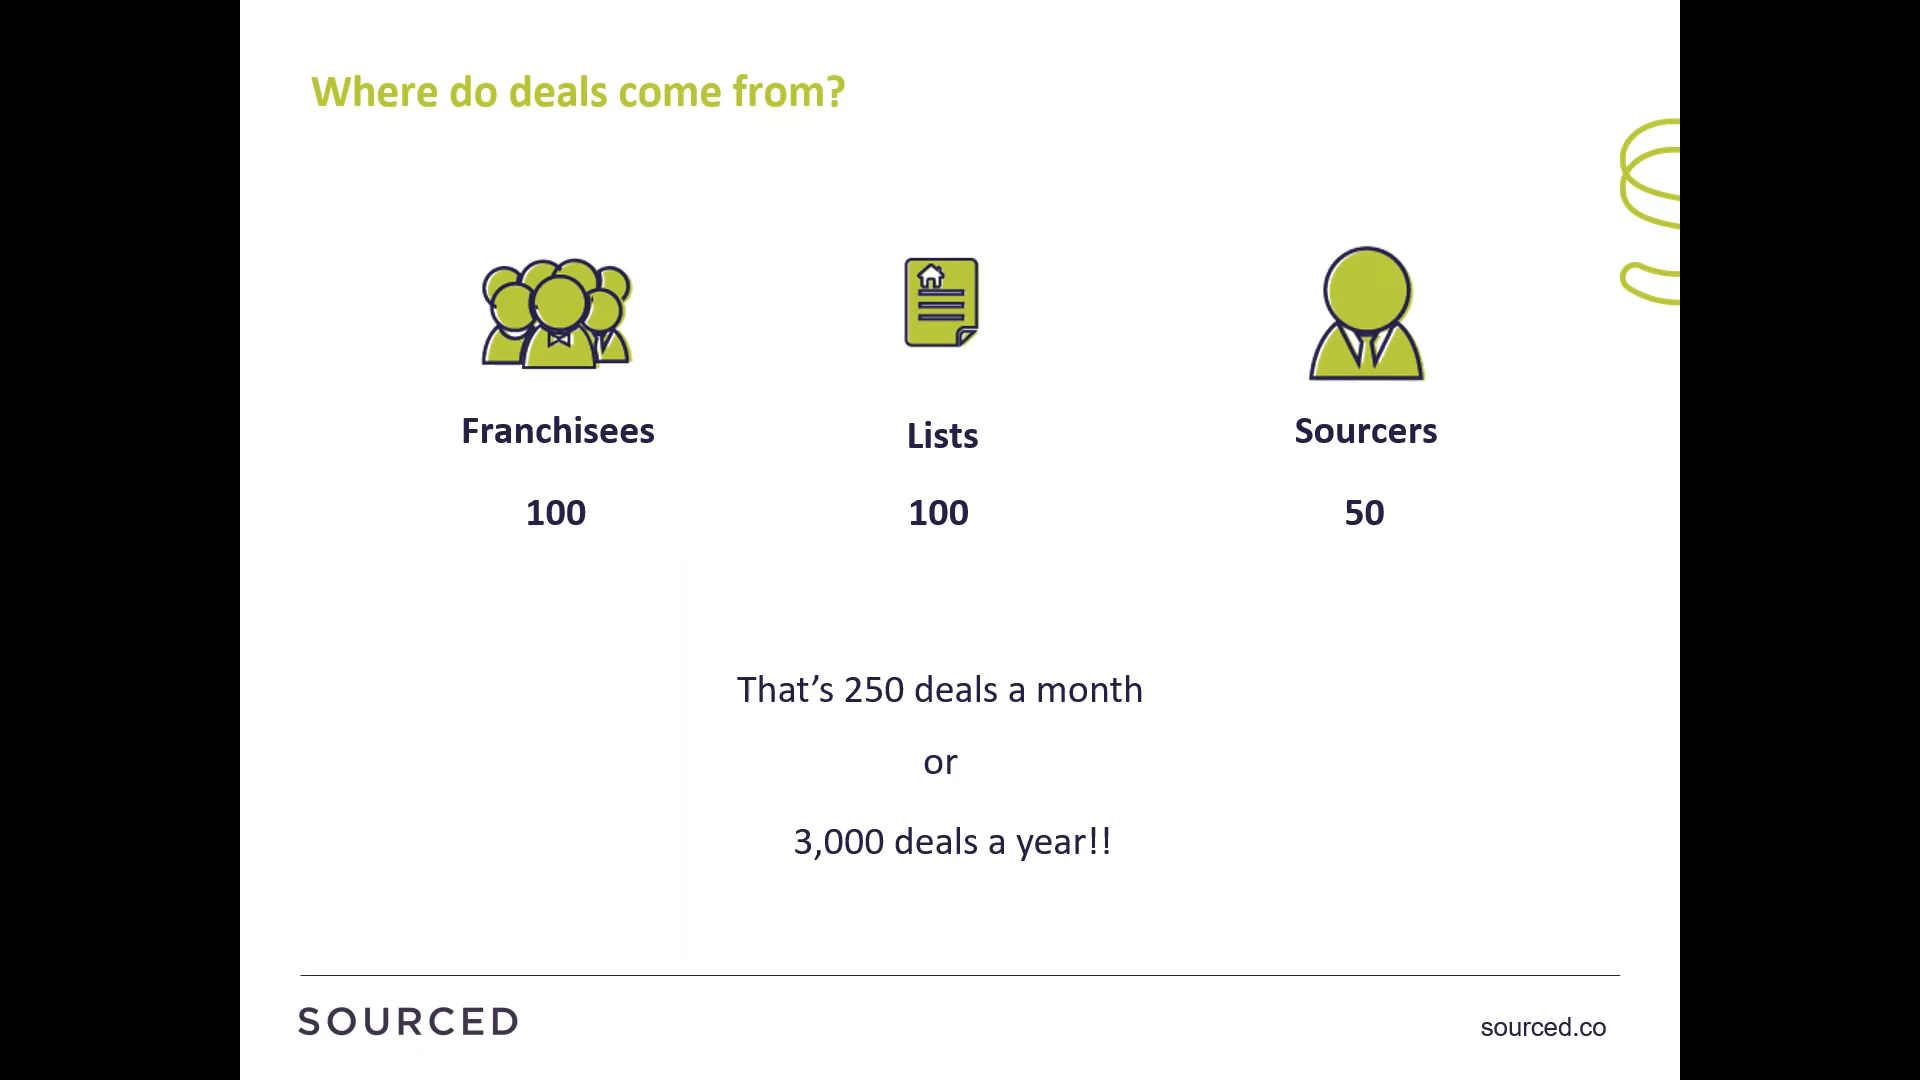 Where do deals come from?
Franchisees
Lists
Sourcers
100
100
50
That’s 250 deals a month
or
3,000 deals a year!!
SOURCED
sourced.co